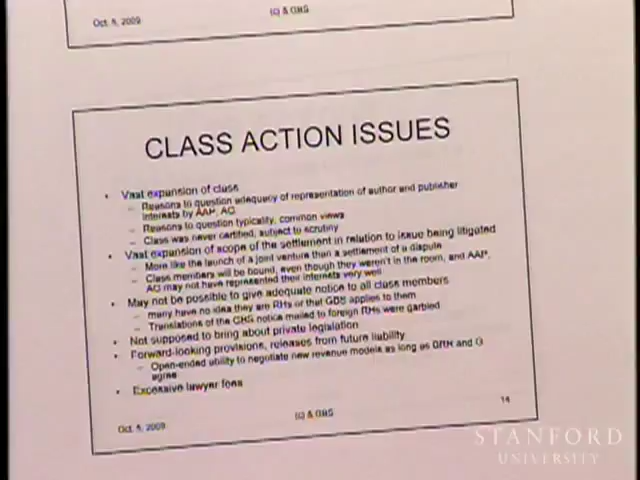 Oct. 5, 2009
(c) & GBS
CLASS ACTION ISSUES
• Vast expansion of class
– Reasons to question adequacy of representation of author and publisher
interests by AAP, AG
– Reasons to question typicality, common views
– Class was never certified, subject to scrutiny
• Vast expansion of scope of the settlement in relation to issue being litigated
– More like the launch of a joint venture than a settlement of a dispute
– Class members will be bound, even though they weren't in the room, and AAP,
AG may not have represented their interests very well
• May not be possible to give adequate notice to all class members
– many have no idea they are RHs or that GBS applies to them
– Translations of the GBS notice mailed to foreign RHs were garbled
• Not supposed to bring about private legislation
• Forward-looking provisions, releases from future liability
– Open-ended ability to negotiate new revenue models as long as BRR and G
agree
• Excessive lawyer fees
Oct. 5, 2009
(c) & GBS
14
STANFORD
UNIVERSITY